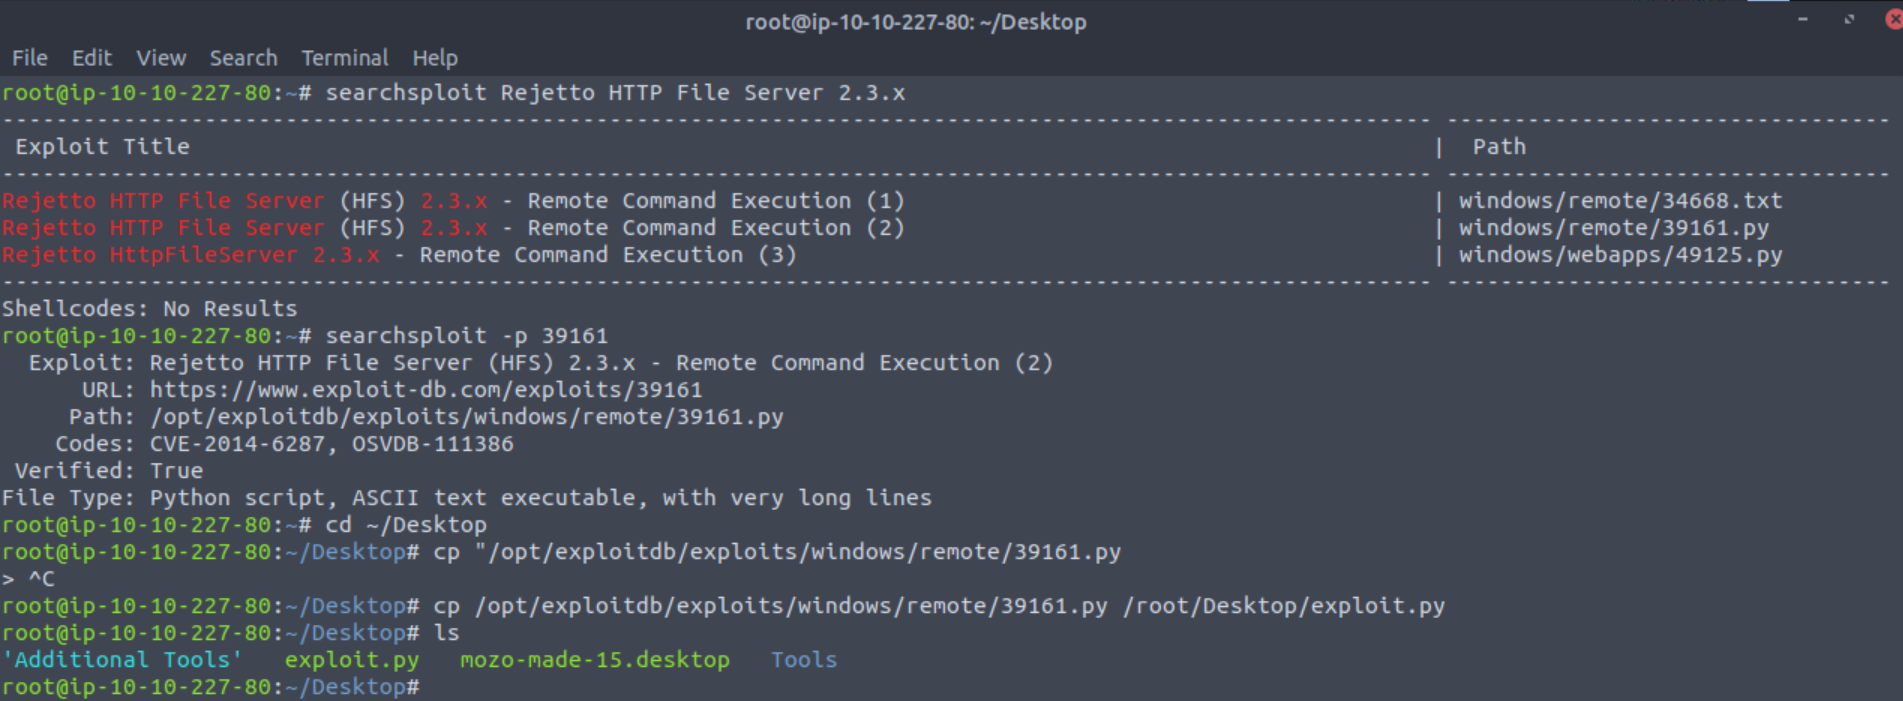 root@ip-10-10-227-80: ~/Desktop
File Edit View Search Terminal Help
root@ip-10-10-227-80:~# searchsploit Rejetto HTTP File Server 2.3.x
Exploit Title | Path
Rejetto HTTP File Server (HFS) 2.3.x - Remote Command Execution (1) | windows/remote/34668.txt
Rejetto HTTP File Server (HFS) 2.3.x - Remote Command Execution (2) | windows/remote/39161.py
Rejetto HttpFileServer 2.3.x - Remote Command Execution (3) | windows/webapps/49125.py
Shellcodes: No Results
root@ip-10-10-227-80:~# searchsploit -p 39161
Exploit: Rejetto HTTP File Server (HFS) 2.3.x - Remote Command Execution (2)
URL: https://www.exploit-db.com/exploits/39161
Path: /opt/exploitdb/exploits/windows/remote/39161.py
Codes: CVE-2014-6287, OSVDB-111386
Verified: True
File Type: Python script, ASCII text executable, with very long lines
root@ip-10-10-227-80:~# cd ~/Desktop
root@ip-10-10-227-80:~/Desktop# cp "/opt/exploitdb/exploits/windows/remote/39161.py
> ^C
root@ip-10-10-227-80:~/Desktop# cp /opt/exploitdb/exploits/windows/remote/39161.py /root/Desktop/exploit.py
root@ip-10-10-227-80:~/Desktop# ls
'Additional Tools' exploit.py mozo-made-15.desktop Tools
root@ip-10-10-227-80:~/Desktop#